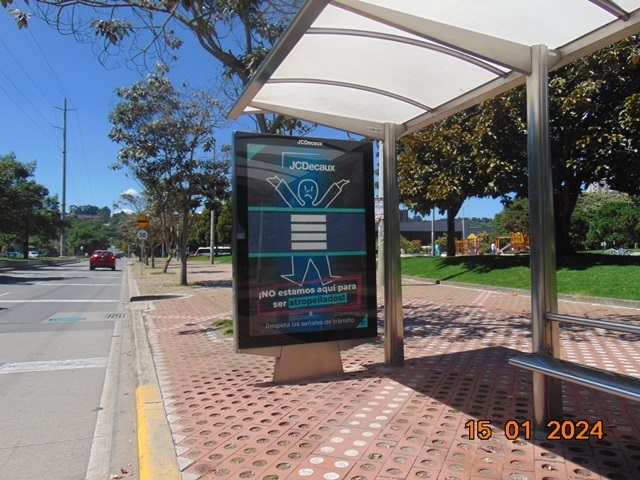 JCDecaux
JCDecaux
¡NO estamos aquí para
ser atropellados!
Respeta las señales de tránsito
15 01 2024